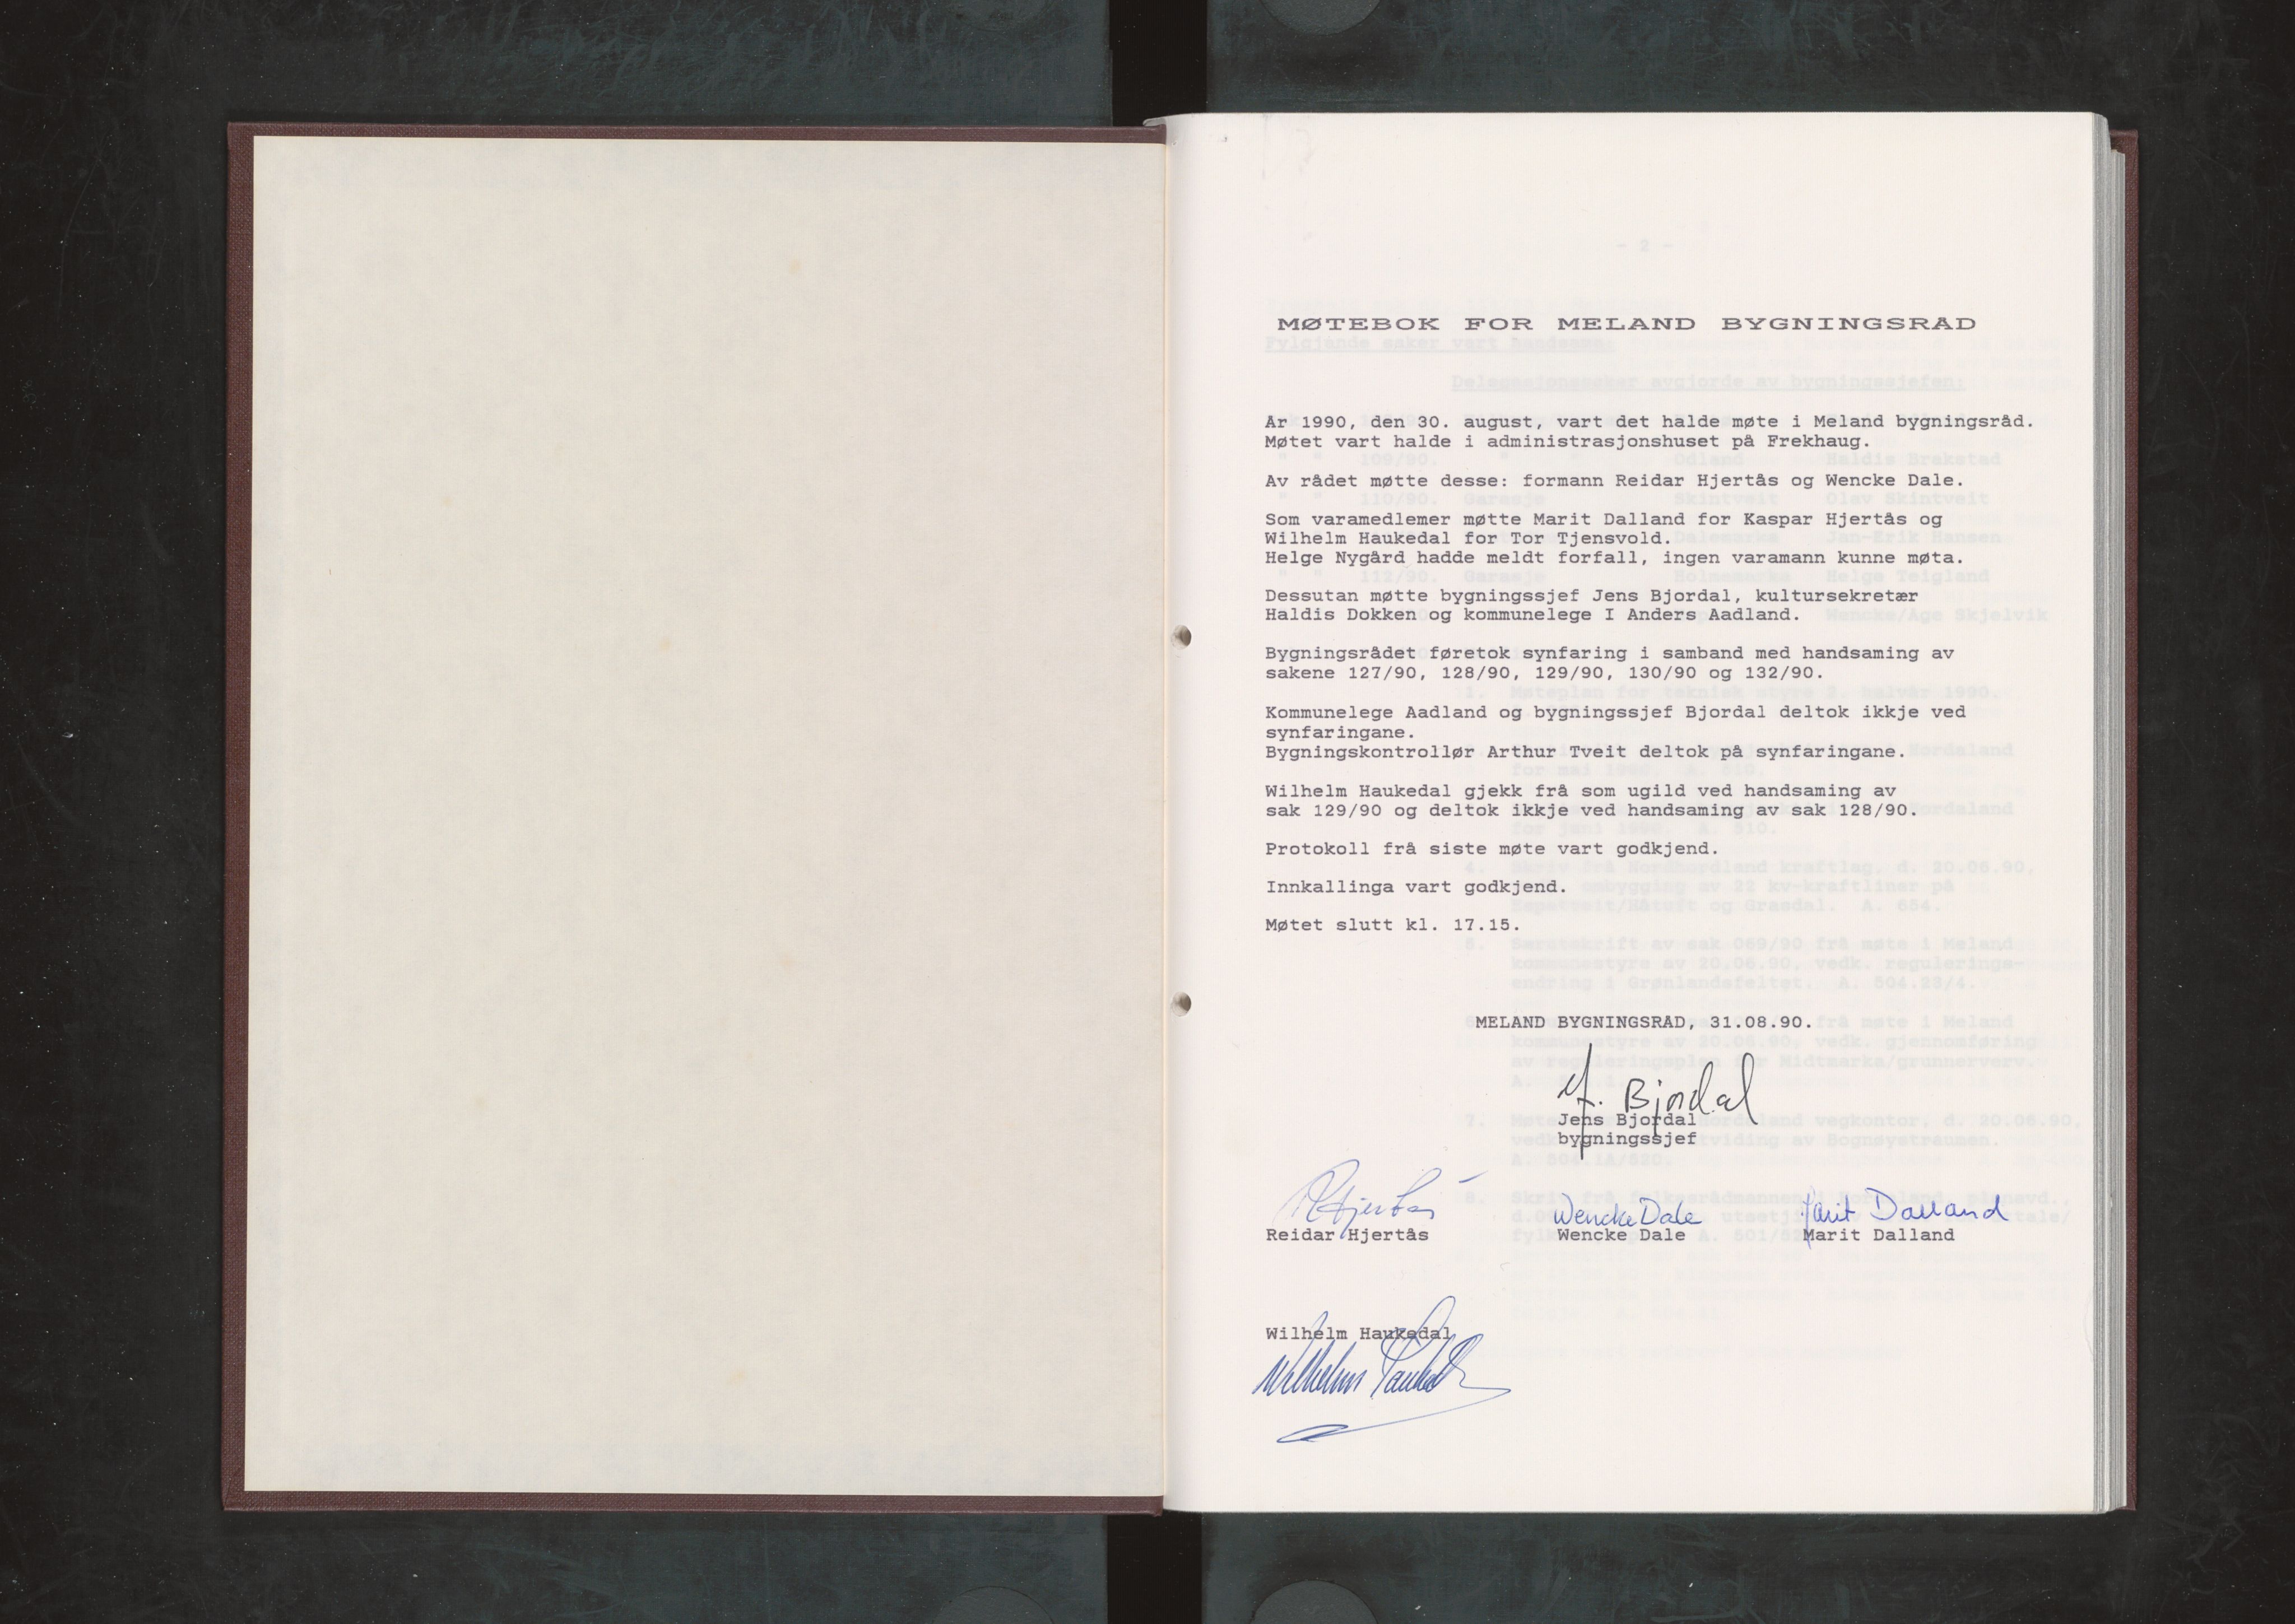 MØTEBOK FOR MELAND BYGNINGSRAD
Ar 1990, den 30. august, vart det halde møte i Meland bygningsråd.
Møtet vart halde i administrasjonshuset på Frekhaug.
Av rådet møtte desse: formann Reidar Hjertås og Wencke Dale.
Som varamedlemer møtte Marit Dalland for Kaspar Hjertås og
Wilhelm Haukedal for Tor Tjensvold.
Helge Nygård hadde meldt forfall, ingen varamann kunne møta.
Dessutan møtte bygningssjef Jens Bjordal, kultursekretær
Haldis Dokken og kommunelege I Anders Aadland.
Bygningsrådet føretok synfaring i samband med handsaming av
sakene 127/90, 128/90, 129/90, 130/90 og 132/90.
Kommunelege Aadland og bygningssjef Bjordal deltok ikkje ved
synfaringane.
Bygningskontrollør Arthur Tveit deltok på synfaringane.
Wilhelm Haukedal gjekk frå som ugild ved handsaming av
sak 129/90 og deltok ikkje ved handsaming av sak 128/90.
Protokoll frå siste møte vart godkjend.
Innkallinga vart godkjend.
Møtet slutt kl. 17.15.
MELAND BYGNINGSRAD, 31.08.90.
Bjordal
Jens Bjordal
bygningssjef
RHjertås Wencke Dale Marit Dalland
Reidar Hjertås Wencke Dale Marit Dalland
Wilhelm Haukedal
Wilhelm Haukedal